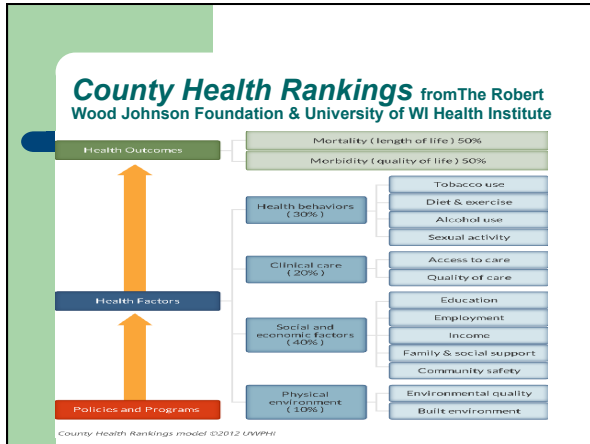 County Health Rankings fromThe Robert
Wood Johnson Foundation & University of WI Health Institute
Health Outcomes
Mortality (length of life) 50%
Morbidity (quality of life) 50%
Health Factors
Health behaviors
(30%)
Tobacco use
Diet & exercise
Alcohol use
Sexual activity
Clinical care
(20%)
Access to care
Quality of care
Social and
economic factors
(40%)
Education
Employment
Income
Family & social support
Community safety
Physical
environment
(10%)
Environmental quality
Built environment
Policies and Programs
County Health Rankings model ©2012 UWPHI